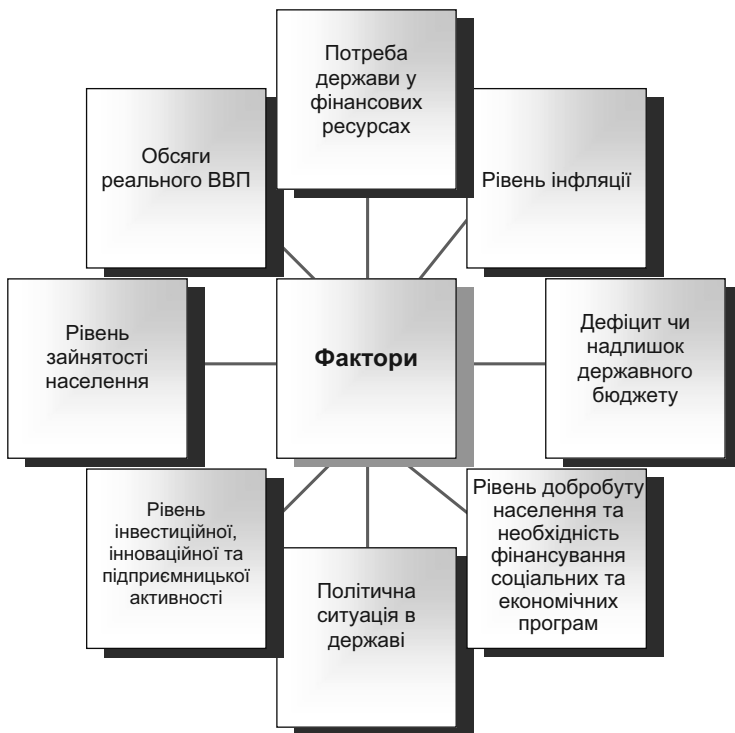 Потреба
держави у
фінансових
ресурсах
Обсяги
реального ВВП
Рівень інфляції
Рівень
зайнятості
населення
Фактори
Дефіцит чи
надлишок
державного
бюджету
Рівень
інвестиційної,
інноваційної та
підприємницької
активності
Політична
ситуація в
державі
Рівень добробуту
населення та
необхідність
фінансування
соціальних та
економічних
програм